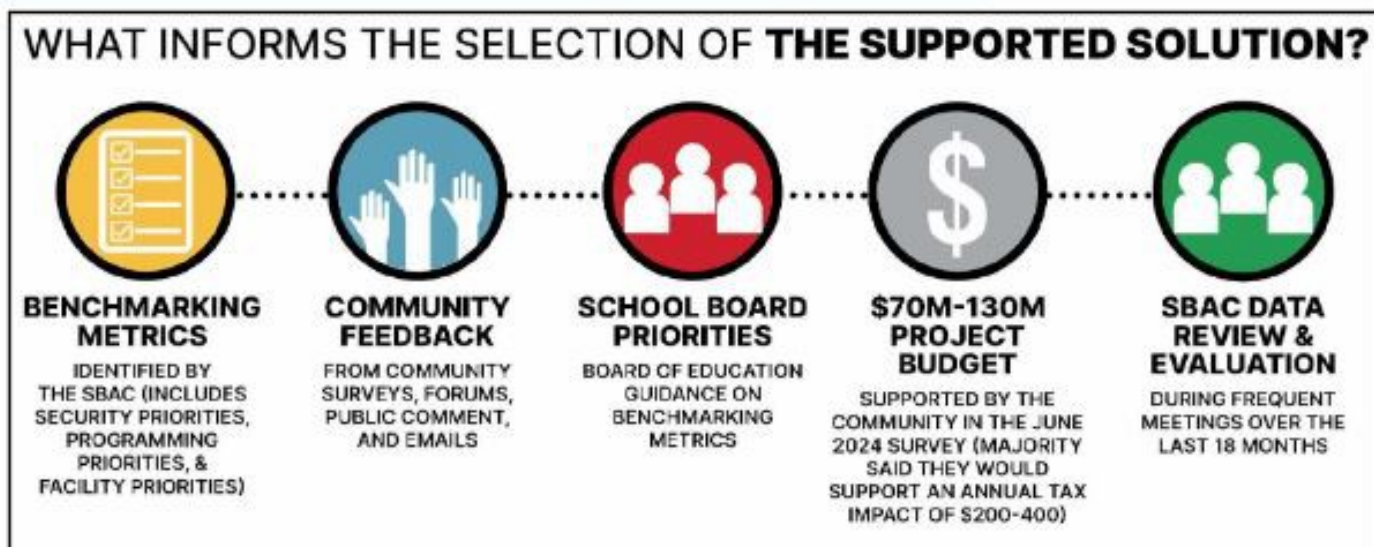 WHAT INFORMS THE SELECTION OF THE SUPPORTED SOLUTION?
BENCHMARKING
METRICS
IDENTIFIED BY
THE SBAC (INCLUDES
SECURITY PRIORITIES,
PROGRAMMING
PRIORITIES, &
FACILITY PRIORITIES)
COMMUNITY
FEEDBACK
FROM COMMUNITY
SURVEYS, FORUMS,
PUBLIC COMMENT,
AND EMAILS
SCHOOL BOARD
PRIORITIES
BOARD OF EDUCATION
GUIDANCE ON
BENCHMARKING
METRICS
$
$70M-130M
PROJECT
BUDGET
SUPPORTED BY THE
COMMUNITY IN THE JUNE
2024 SURVEY (MAJORITY
SAID THEY WOULD
SUPPORT AN ANNUAL TAX
IMPACT OF $200-400)
SBAC DATA
REVIEW &
EVALUATION
DURING FREQUENT
MEETINGS OVER THE
LAST 18 MONTHS